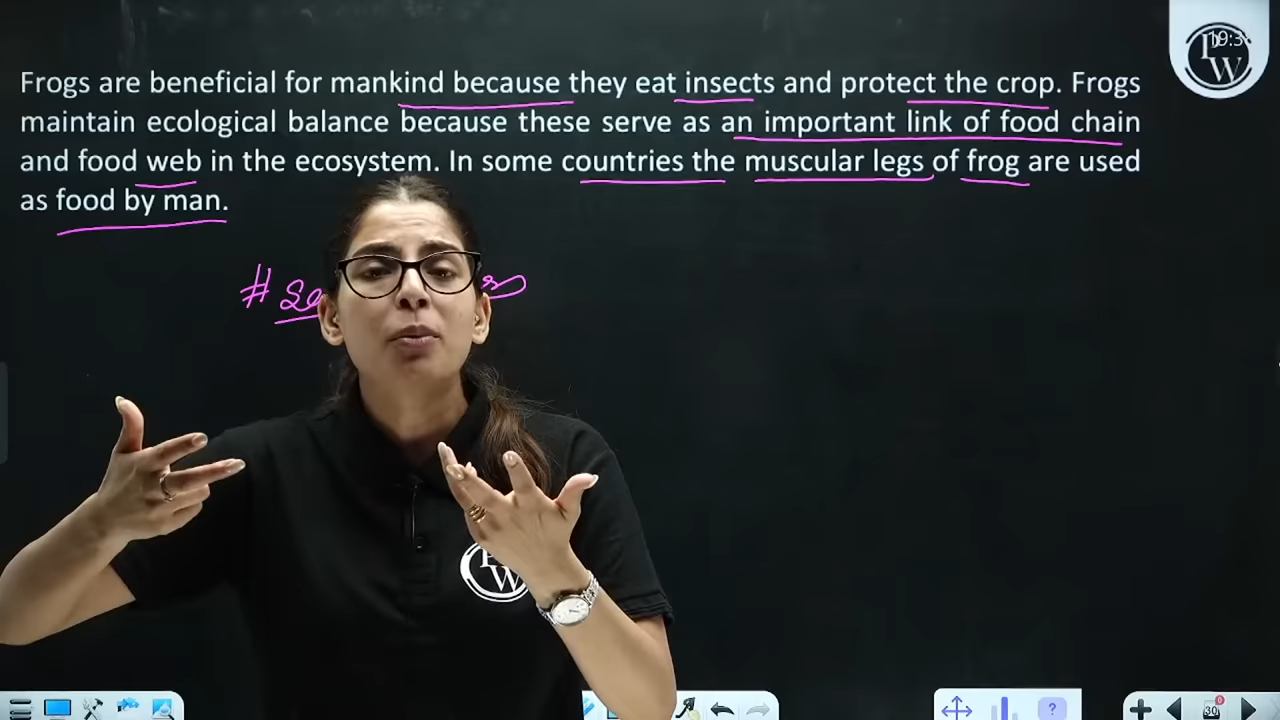 Frogs are beneficial for mankind because they eat insects and protect the crop. Frogs
maintain ecological balance because these serve as an important link of food chain
and food web in the ecosystem. In some countries the muscular legs of frog are used
as food by man.
#
PW
30